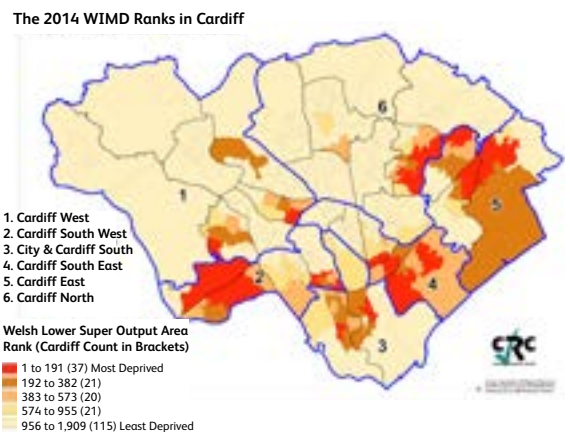 The 2014 WIMD Ranks in Cardiff
6
1
5
2
4
3
1. Cardiff West
2. Cardiff South West
3. City & Cardiff South
4. Cardiff South East
5. Cardiff East
6. Cardiff North
Welsh Lower Super Output Area
Rank (Cardiff Count in Brackets)
1 to 191 (37) Most Deprived
192 to 382 (21)
383 to 573 (20)
574 to 955 (21)
956 to 1,909 (115) Least Deprived
CRC